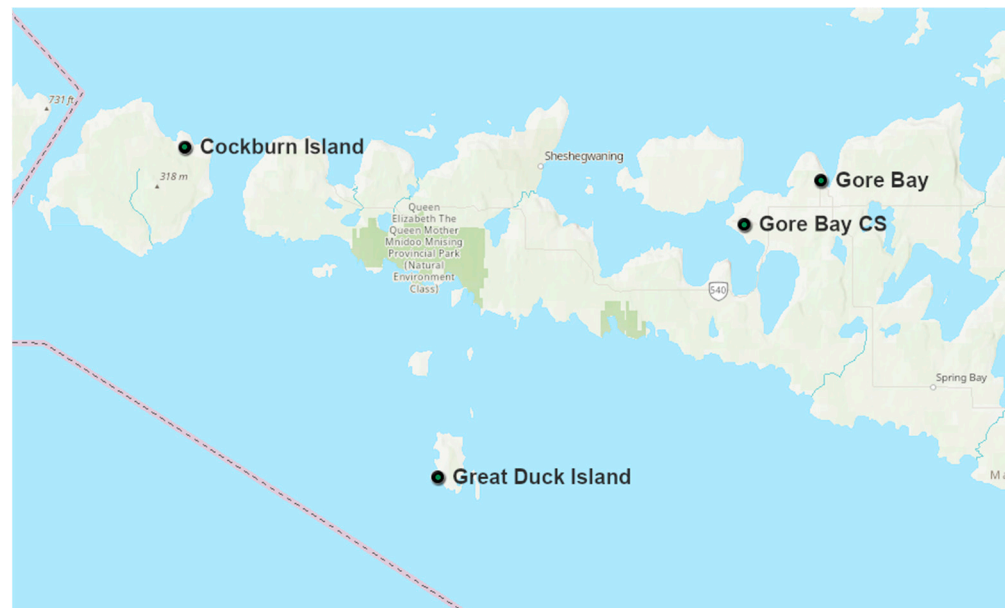 731 ft
Cockburn Island
318 m
Sheshegwaning
Gore Bay
Queen
Elizabeth The
Queen Mother
Mnidoo Mnising
Provincial Park
(Natural
Environment
Class)
Gore Bay CS
540
Spring Bay
Great Duck Island
M a